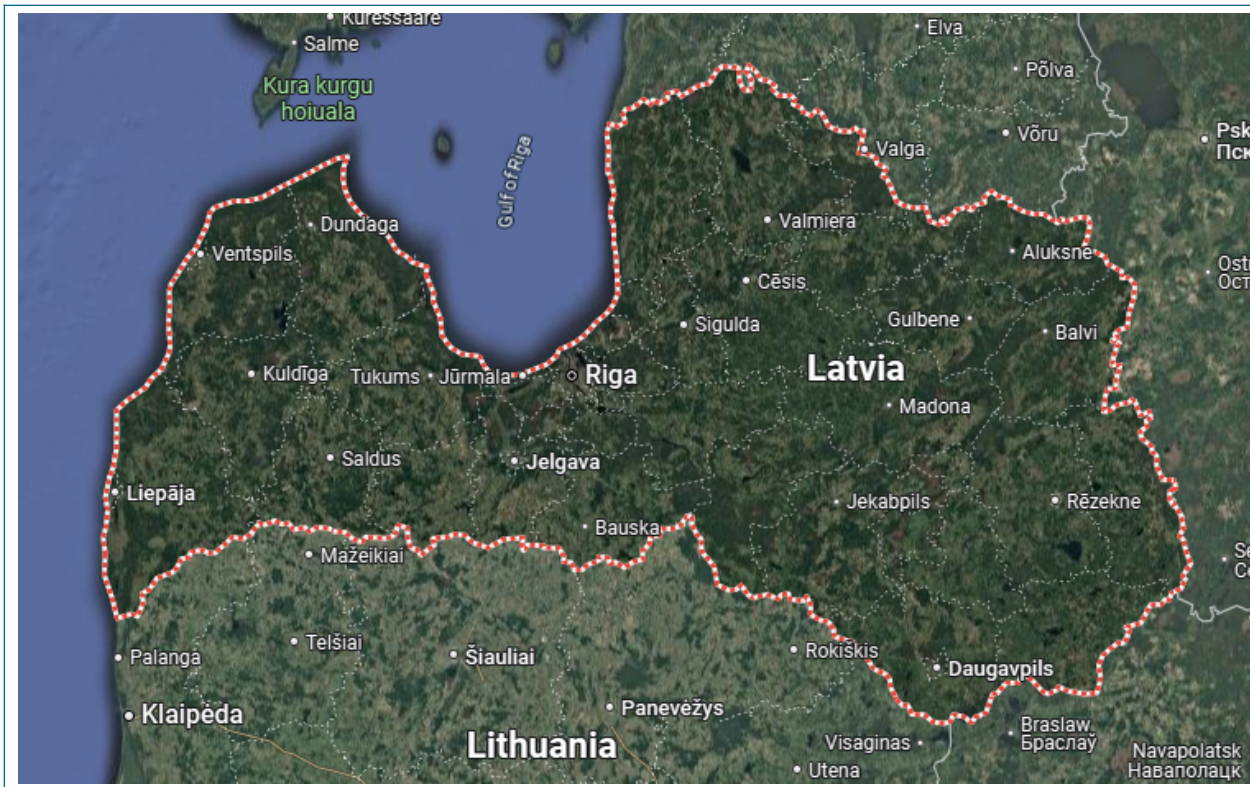 Kuressaare
Salme
Kura kurgu
hoiuala
Gulf of Riga
Elva
Põlva
Võru
Valga
Psk
Пск
Dundaga
Ventspils
Valmiera
Aluksne
Ostr
Ост
Cēsis
Sigulda
Gulbene
Balvi
Kuldīga
Tukums
Jūrmala
Riga
Latvia
Madona
Saldus
Jelgava
Liepāja
Jekabpils
Rēzekne
Bauska
Mažeikiai
Se
Се
Telšiai
Palanga
Šiauliai
Rokiškis
Daugavpils
Klaipėda
Panevėžys
Lithuania
Visaginas
Braslaw
Браслаў
Utena
Navapolatsk
Наваполацк